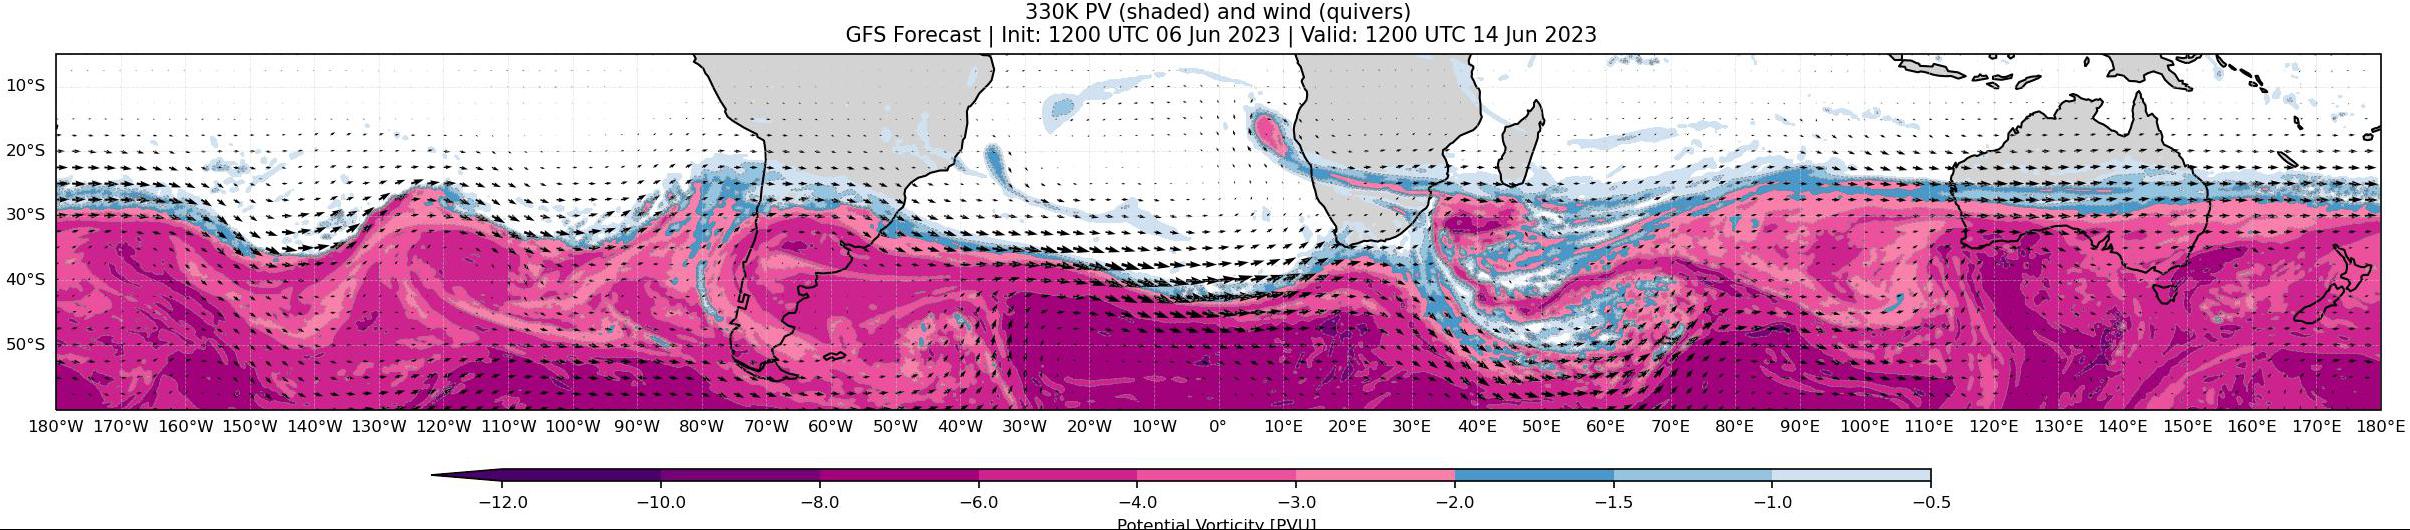 330K PV (shaded) and wind (quivers)
GFS Forecast | Init: 1200 UTC 06 Jun 2023 | Valid: 1200 UTC 14 Jun 2023
10°S
20°S
30°S
40°S
50°S
180°W 170°W 160°W 150°W 140°W 130°W 120°W 110°W 100°W 90°W 80°W 70°W 60°W 50°W 40°W 30°W 20°W 10°W 0° 10°E 20°E 30°E 40°E 50°E 60°E 70°E 80°E 90°E 100°E 110°E 120°E 130°E 140°E 150°E 160°E 170°E 180°E
−12.0 −10.0 −8.0 −6.0 −4.0 −3.0 −2.0 −1.5 −1.0 −0.5
Potential Vorticity [PVU]